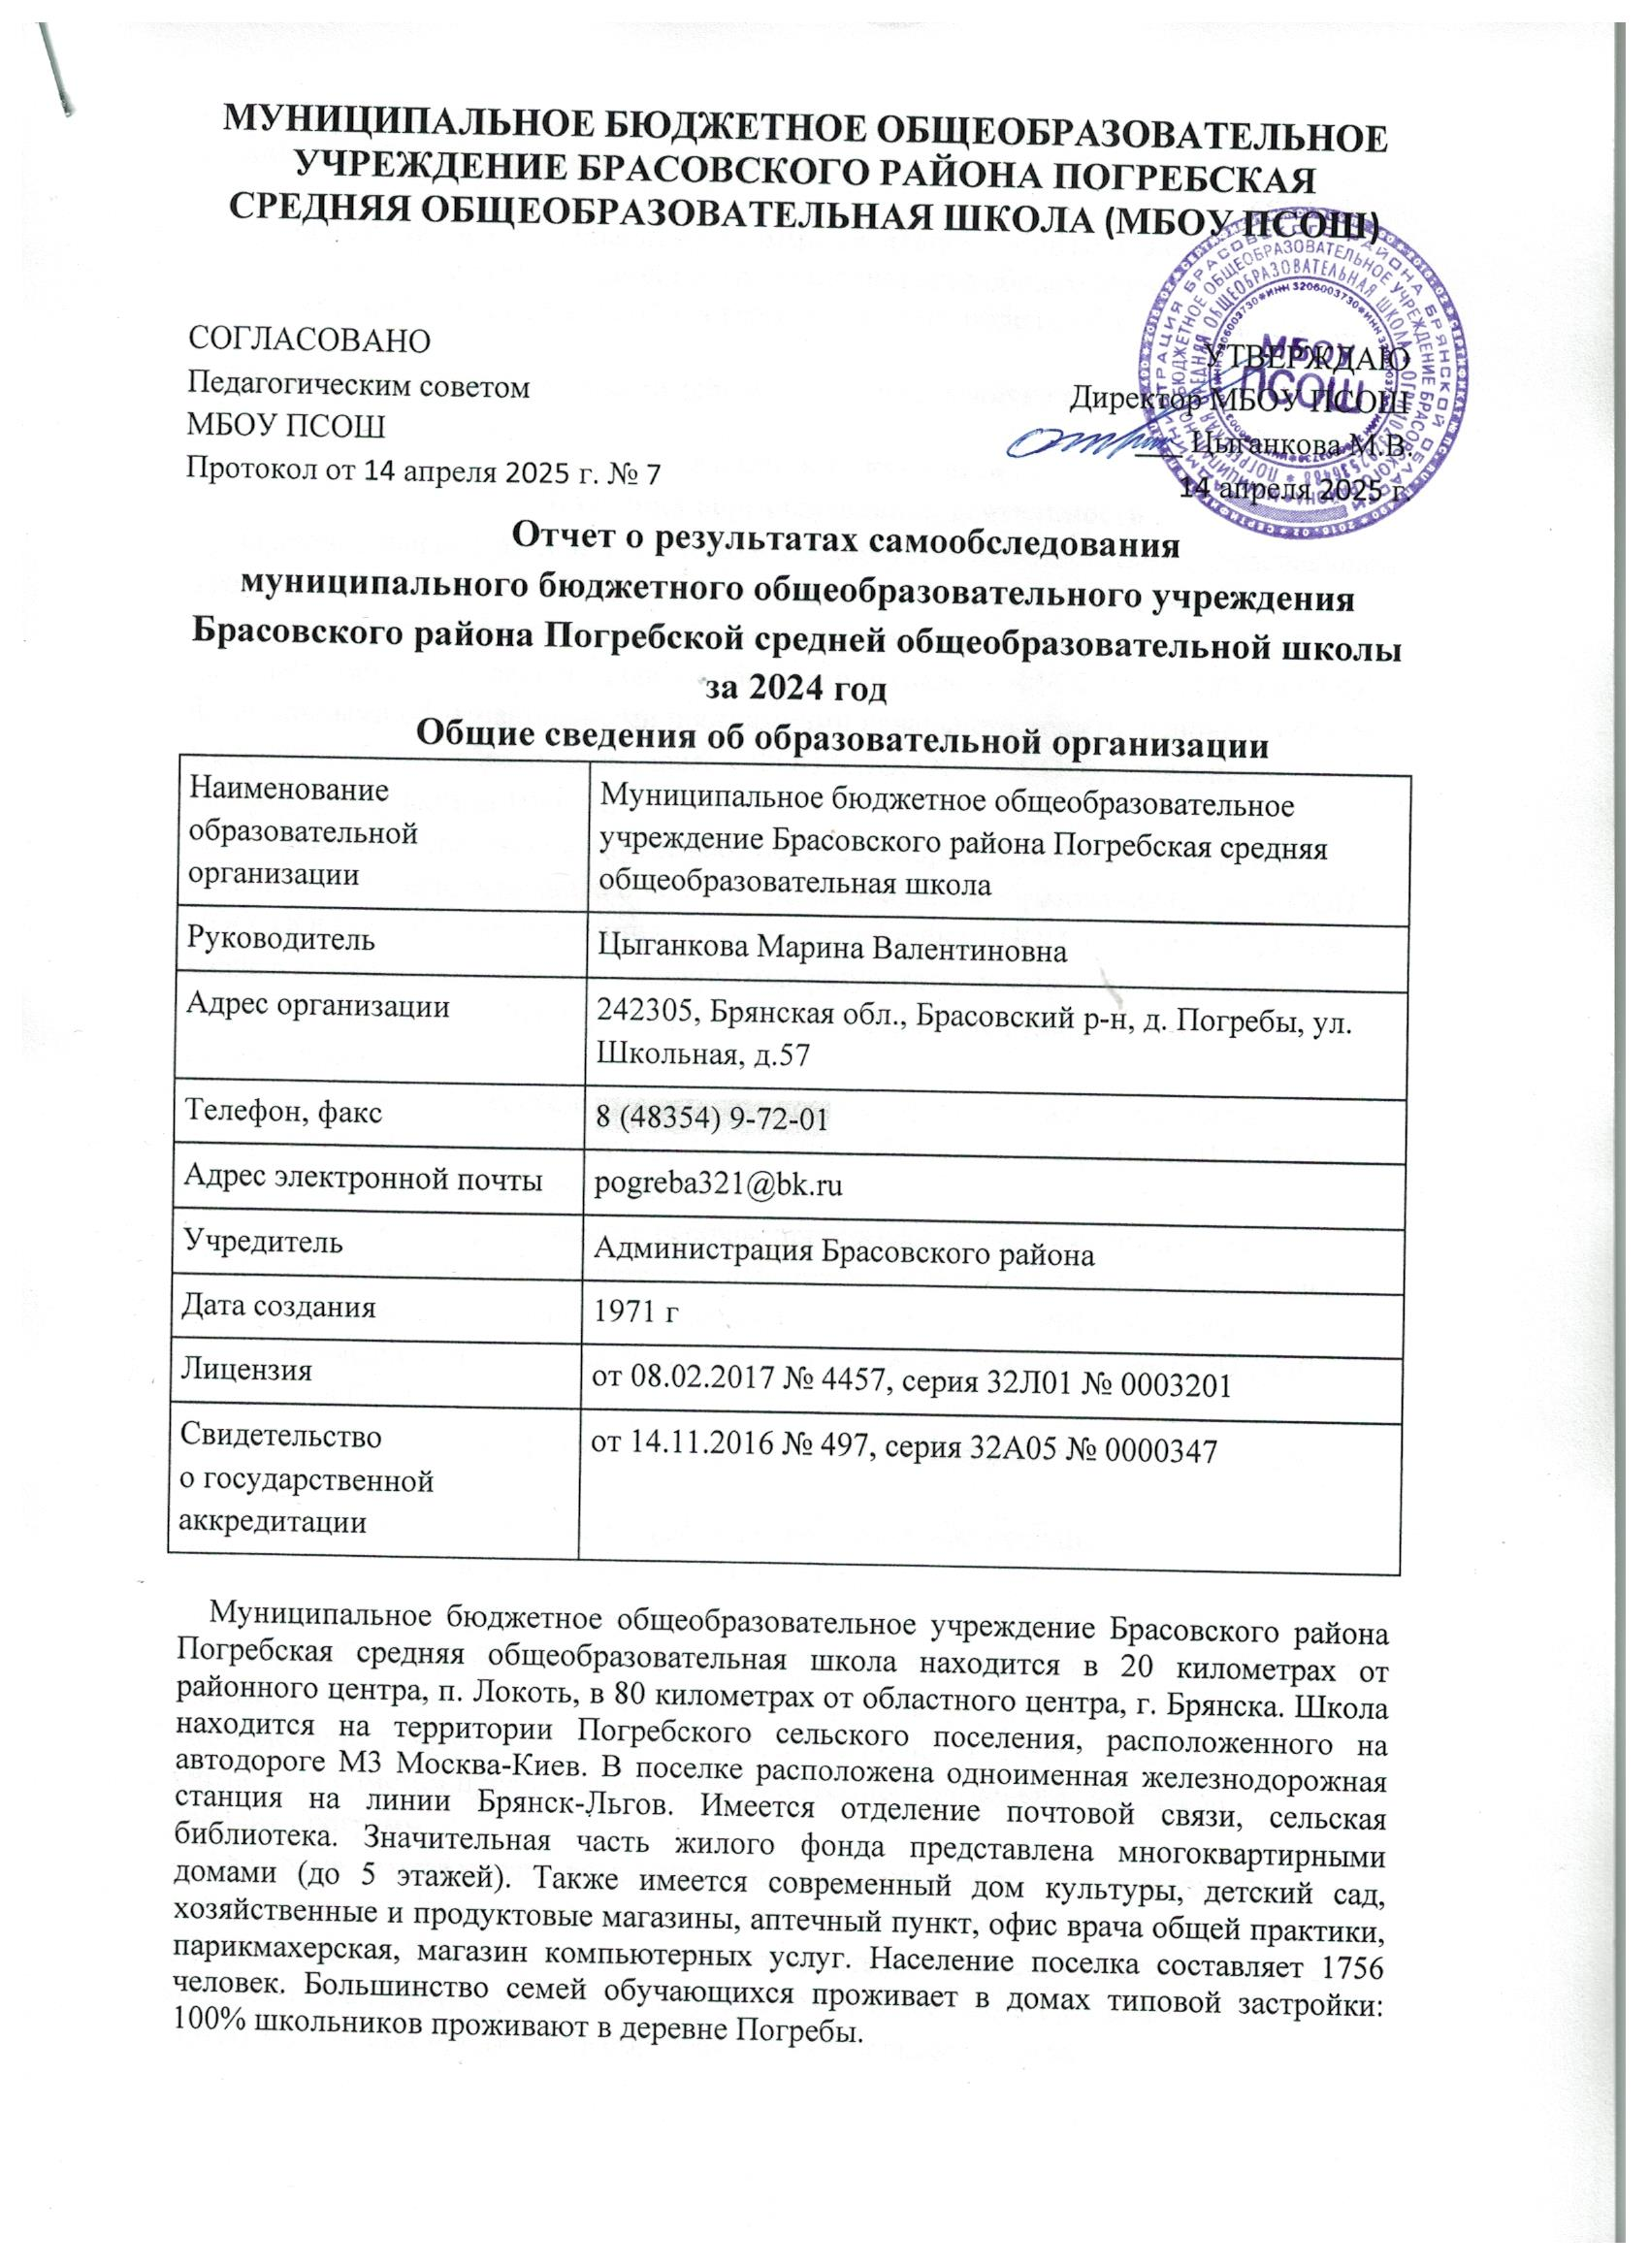 МУНИЦИПАЛЬНОЕ БЮДЖЕТНОЕ ОБЩЕОБРАЗОВАТЕЛЬНОЕ
УЧРЕЖДЕНИЕ БРАСОВСКОГО РАЙОНА ПОГРЕБСКАЯ
СРЕДНЯЯ ОБЩЕОБРАЗОВАТЕЛЬНАЯ ШКОЛА (МБОУ ПСОШ)
СОГЛАСОВАНО
Педагогическим советом
МБОУ ПСОШ
Протокол от 14 апреля 2025 г. № 7
УТВЕРЖДАЮ
Директор МБОУ ПСОШ
Цыганкова М.В.
14 апреля 2025 г.
МБОУ
ПСОШ
Отчет о результатах самообследования
муниципального бюджетного общеобразовательного учреждения
Брасовского района Погребской средней общеобразовательной школы
за 2024 год
Общие сведения об образовательной организации
Наименование
образовательной
организации
Муниципальное бюджетное общеобразовательное
учреждение Брасовского района Погребская средняя
общеобразовательная школа
Руководитель
Цыганкова Марина Валентиновна
Адрес организации
242305, Брянская обл., Брасовский р-н, д. Погребы, ул.
Школьная, д.57
Телефон, факс
8 (48354) 9-72-01
Адрес электронной почты
pogreba321@bk.ru
Учредитель
Администрация Брасовского района
Дата создания
1971 г
Лицензия
от 08.02.2017 № 4457, серия 32Л01 № 0003201
Свидетельство
о государственной
аккредитации
от 14.11.2016 № 497, серия 32А05 № 0000347
Муниципальное бюджетное общеобразовательное учреждение Брасовского района
Погребская средняя общеобразовательная школа находится в 20 километрах от
районного центра, п. Локоть, в 80 километрах от областного центра, г. Брянска. Школа
находится на территории Погребского сельского поселения, расположенного на
автодороге М3 Москва-Киев. В поселке расположена одноименная железнодорожная
станция на линии Брянск-Льгов. Имеется отделение почтовой связи, сельская
библиотека. Значительная часть жилого фонда представлена многоквартирными
домами (до 5 этажей). Также имеется современный дом культуры, детский сад,
хозяйственные и продуктовые магазины, аптечный пункт, офис врача общей практики,
парикмахерская, магазин компьютерных услуг. Население поселка составляет 1756
человек. Большинство семей обучающихся проживает в домах типовой застройки:
100% школьников проживают в деревне Погребы.